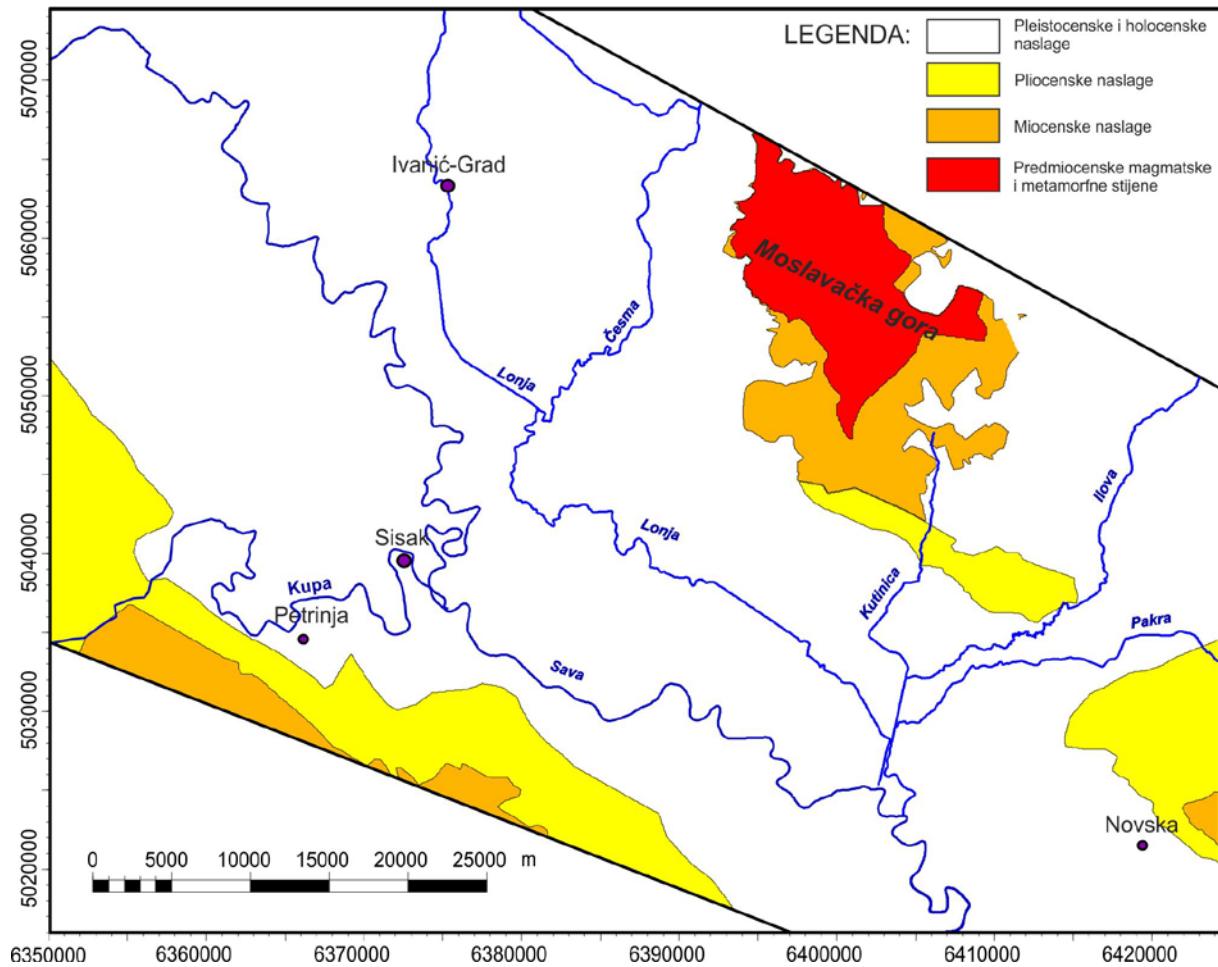 LEGENDA:
Pleistocenske i holocenske
naslage
Pliocenske naslage
Miocenske naslage
Predmiocenske magmatske
i metamorfne stijene
Ivanić-Grad
Moslavačka gora
Česma
Lonja
Ilova
Lonja
Sisak
Kupa
Petrinja
Kutinica
Pakra
Sava
Novska
0 5000 10000 15000 20000 25000 m
5070000
5060000
5050000
5040000
5030000
5020000
6350000 6360000 6370000 6380000 6390000 6400000 6410000 6420000